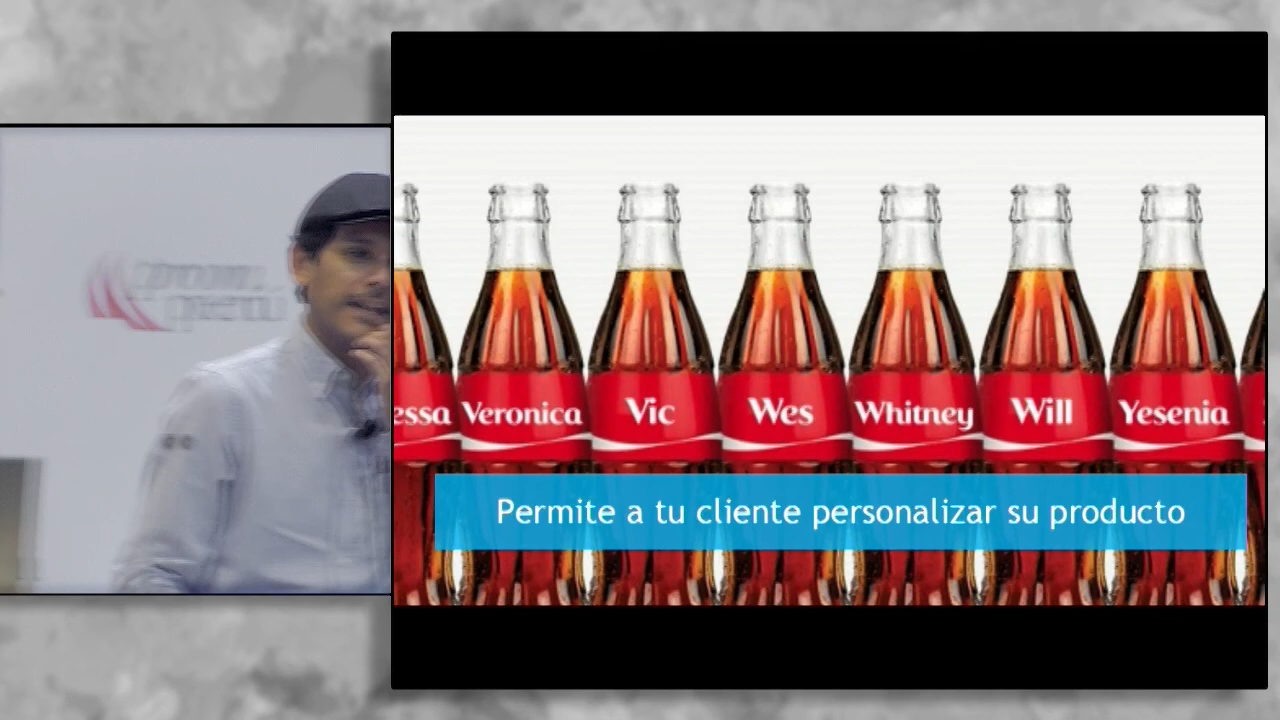 essa
Veronica
Vic
Wes
Whitney
Will
Yesenia
Permite a tu cliente personalizar su producto